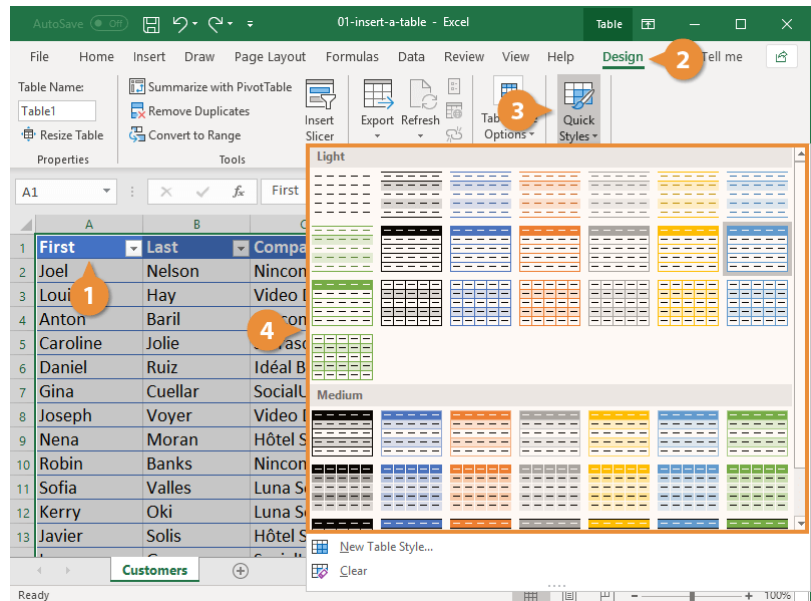 AutoSave Off 01-insert-a-table - Excel Table
File Home Insert Draw Page Layout Formulas Data Review View Help Design 2 Tell me
Table Name:
Table1
Resize Table
Properties
Summarize with PivotTable
Remove Duplicates
Convert to Range
Tools
Insert
Slicer
Export
Refresh
Options
3
Quick
Styles
A1 fx First
Light
A B C
1 First Last
2 Joel Nelson
3 Hay Video
1
4 Anton Baril
4
5 Caroline Jolie
6 Daniel Ruiz Idéal B
7 Gina Cuellar SocialU
8 Joseph Voyer Video
9 Nena Moran Hôtel S
10 Robin Banks Nincon
11 Sofia Valles Luna S
12 Kerry Oki Luna S
13 Javier Solis Hôtel S
Medium
New Table Style...
Clear
Customers
Ready 100%